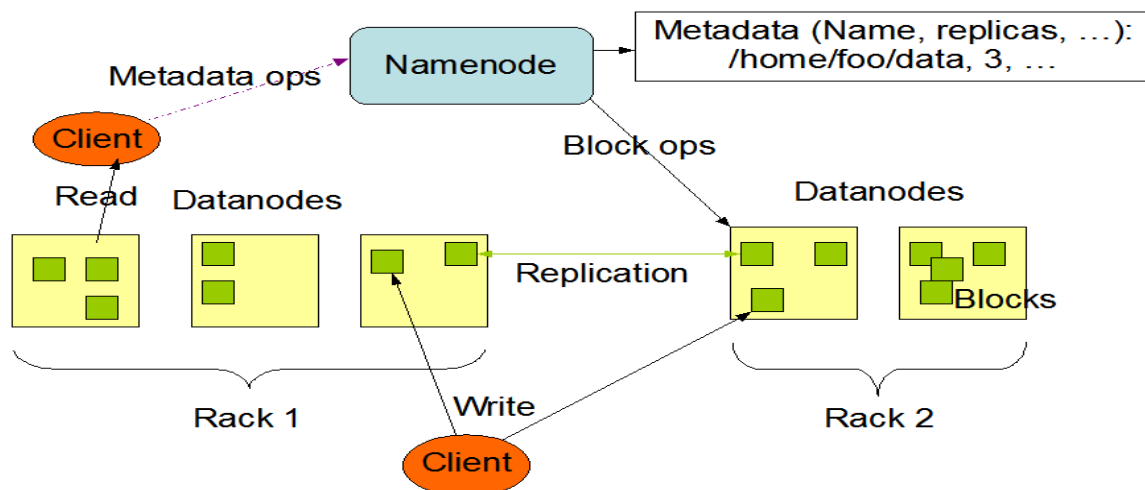 Metadata (Name, replicas, …):
/home/foo/data, 3, …
Namenode
Metadata ops
Client
Block ops
Read
Datanodes
Datanodes
Replication
Blocks
Rack 1
Write
Rack 2
Client